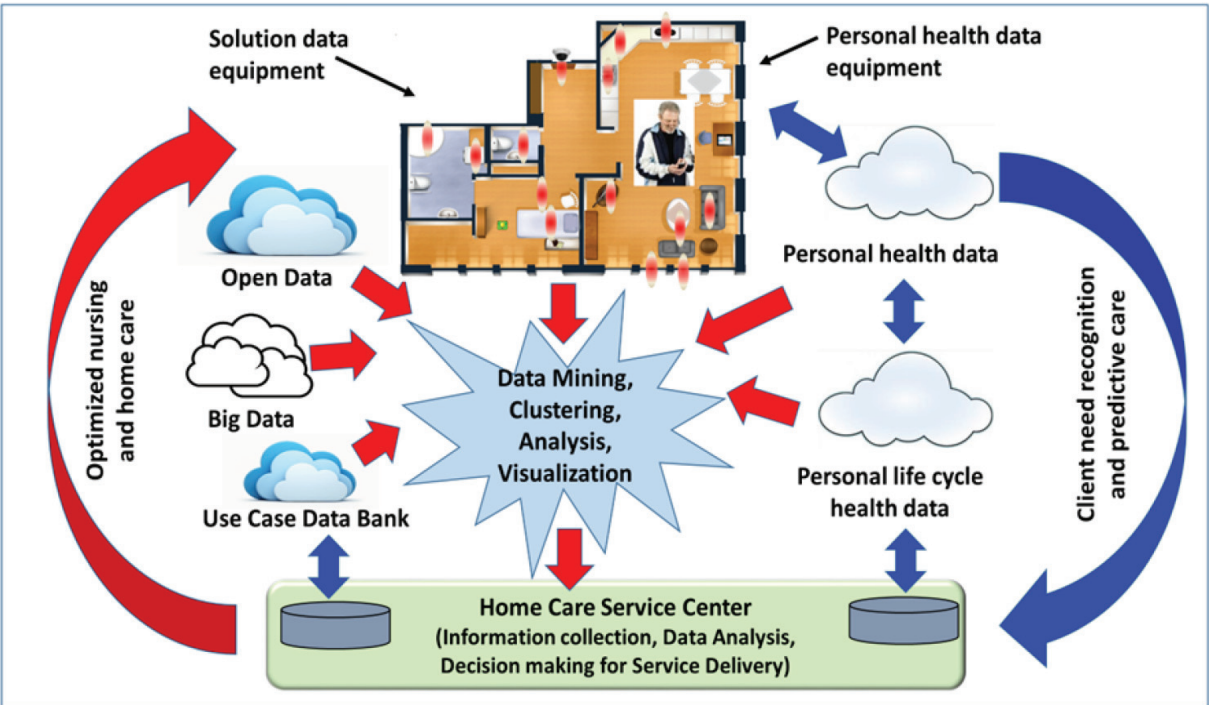 Solution data
equipment
Personal health data
equipment
Open Data
Personal health data
Big Data
Data Mining,
Clustering,
Analysis,
Visualization
Use Case Data Bank
Personal life cycle
health data
Optimized nursing
and home care
Client need recognition
and predictive care
Home Care Service Center
(Information collection, Data Analysis,
Decision making for Service Delivery)